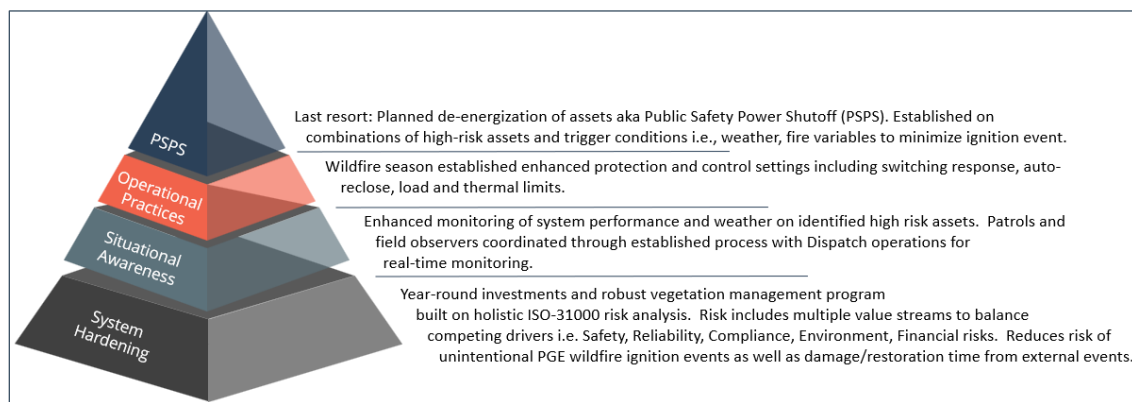 PSPS
Last resort: Planned de-energization of assets aka Public Safety Power Shutoff (PSPS). Established on
combinations of high-risk assets and trigger conditions i.e., weather, fire variables to minimize ignition event.
Operational
Practices
Wildfire season established enhanced protection and control settings including switching response, auto-
reclose, load and thermal limits.
Situational
Awareness
Enhanced monitoring of system performance and weather on identified high risk assets. Patrols and
field observers coordinated through established process with Dispatch operations for
real-time monitoring.
System
Hardening
Year-round investments and robust vegetation management program
built on holistic ISO-31000 risk analysis. Risk includes multiple value streams to balance
competing drivers i.e. Safety, Reliability, Compliance, Environment, Financial risks. Reduces risk of
unintentional PGE wildfire ignition events as well as damage/restoration time from external events.